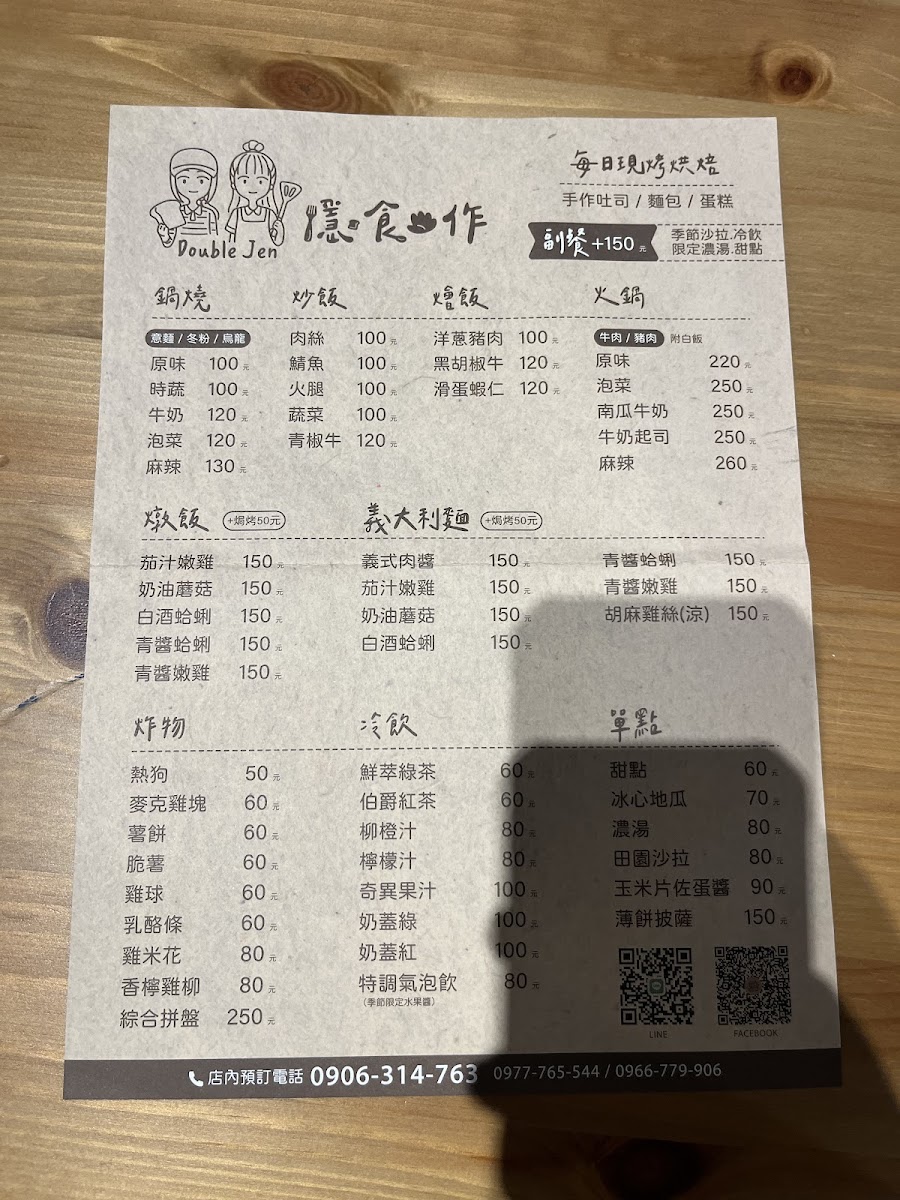 Double Jen
隱食作
每日現烤烘焙
手作吐司 / 麵包 / 蛋糕
副餐 +150元
季節沙拉.冷飲
限定濃湯.甜點
鍋燒
意麵 / 冬粉 / 烏龍
原味 100元
時蔬 100元
牛奶 120元
泡菜 120元
麻辣 130元
炒飯
肉絲 100元
鯖魚 100元
火腿 100元
蔬菜 100元
青椒牛 120元
燴飯
洋蔥豬肉 100元
黑胡椒牛 120元
滑蛋蝦仁 120元
火鍋
牛肉 / 豬肉 附白飯
原味 220元
泡菜 250元
南瓜牛奶 250元
牛奶起司 250元
麻辣 260元
燉飯 +焗烤50元
茄汁嫩雞 150元
奶油蘑菇 150元
白酒蛤蜊 150元
青醬蛤蜊 150元
青醬嫩雞 150元
義大利麵 +焗烤50元
義式肉醬 150元
茄汁嫩雞 150元
奶油蘑菇 150元
白酒蛤蜊 150元
青醬蛤蜊 150元
青醬嫩雞 150元
胡麻雞絲(涼) 150元
炸物
熱狗 50元
麥克雞塊 60元
薯餅 60元
脆薯 60元
雞球 60元
乳酪條 60元
雞米花 80元
香檸雞柳 80元
綜合拼盤 250元
冷飲
鮮萃綠茶 60元
伯爵紅茶 60元
柳橙汁 80元
檸檬汁 80元
奇異果汁 100元
奶蓋綠 100元
奶蓋紅 100元
特調氣泡飲 80元
(季節限定水果醬)
單點
甜點 60元
冰心地瓜 70元
濃湯 80元
田園沙拉 80元
玉米片佐蛋醬 90元
薄餅披薩 150元
LINE
FACEBOOK
店內預訂電話 0906-314-763 0977-765-544 / 0966-779-906